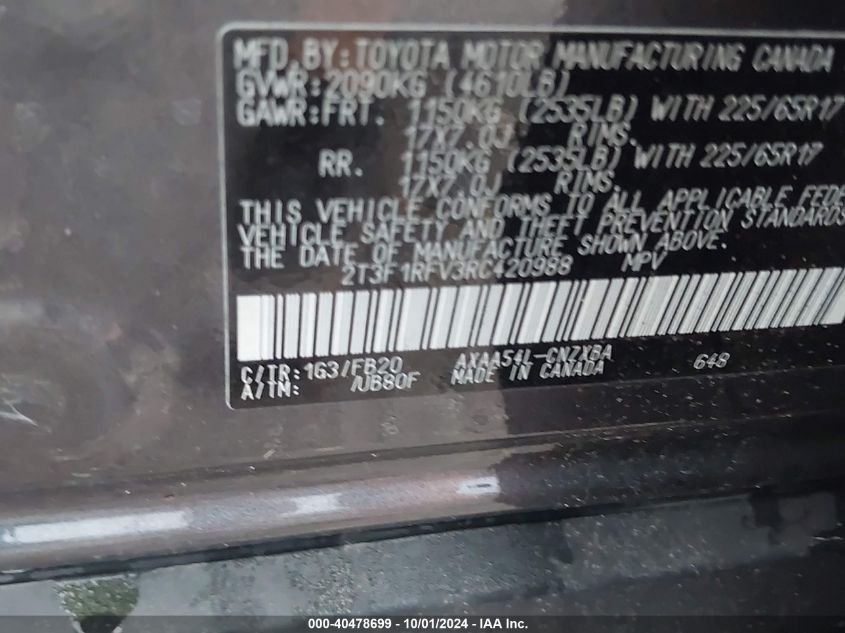 MFD.BY:TOYOTA MOTOR MANUFACTURING CANADA
GVWR:2090KG (4610LB)
GAWR:FRT. 1150KG (2535LB) WITH 225/65R17
17X7.0J RIMS.
RR. 1150KG (2535LB) WITH 225/65R17
17X7.0J RIMS.
THIS VEHICLE CONFORMS TO ALL APPLICABLE FEDE
VEHICLE SAFETY AND THEFT PREVENTION STANDARDS
THE DATE OF MANUFACTURE SHOWN ABOVE.
2T3F1RFV3RC420988 MPV
C/TR:1G3/FB20 AXAA54L-CNZXBA 648
A/TM: /UB80F MADE IN CANADA
000-40478699 - 10/01/2024 - IAA Inc.